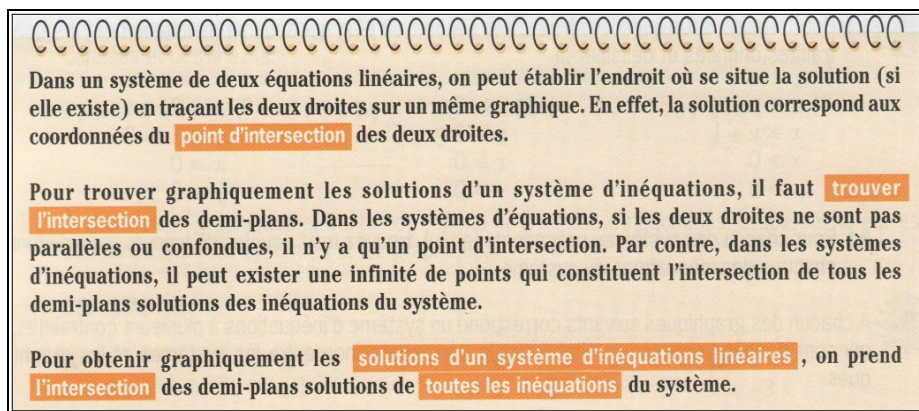 Dans un système de deux équations linéaires, on peut établir l'endroit où se situe la solution (si
elle existe) en traçant les deux droites sur un même graphique. En effet, la solution correspond aux
coordonnées du point d'intersection des deux droites.
Pour trouver graphiquement les solutions d'un système d'inéquations, il faut trouver
l'intersection des demi-plans. Dans les systèmes d'équations, si les deux droites ne sont pas
parallèles ou confondues, il n'y a qu'un point d'intersection. Par contre, dans les systèmes
d'inéquations, il peut exister une infinité de points qui constituent l'intersection de tous les
demi-plans solutions des inéquations du système.
Pour obtenir graphiquement les solutions d'un système d'inéquations linéaires, on prend
l'intersection des demi-plans solutions de toutes les inéquations du système.